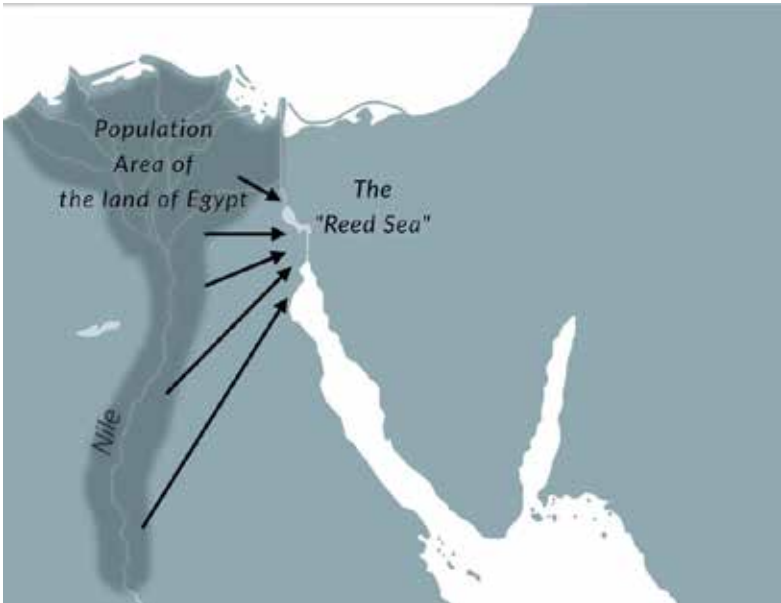 Population
Area of
the land of Egypt
The
"Reed Sea"
Nile